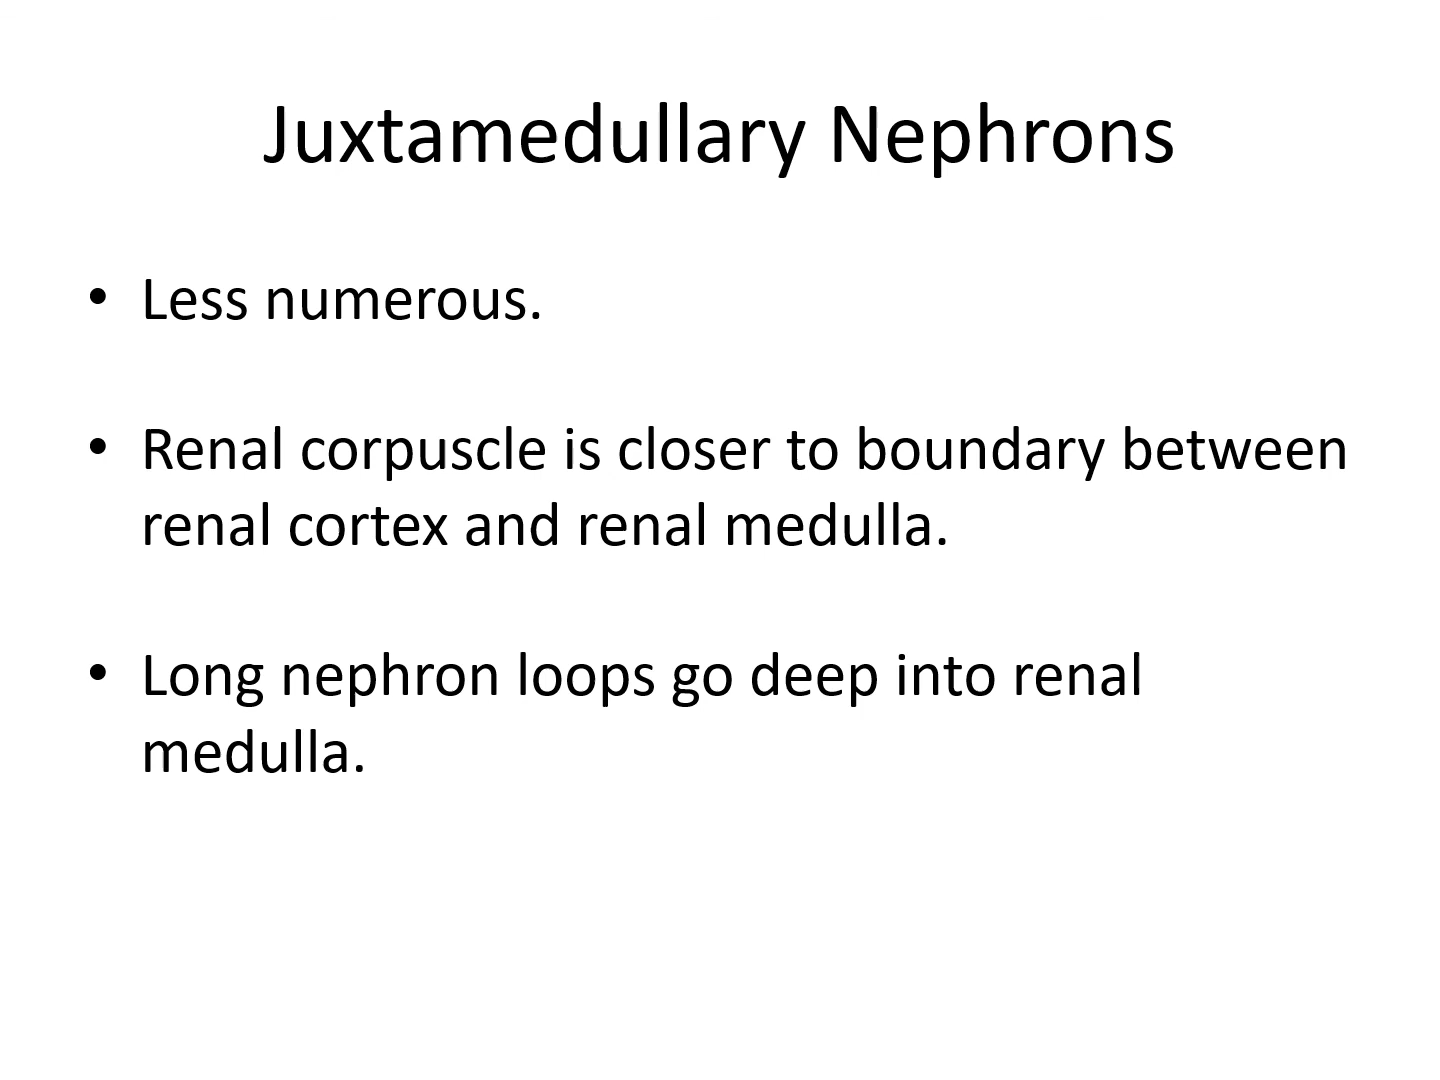 Juxtamedullary Nephrons
• Less numerous.
• Renal corpuscle is closer to boundary between
renal cortex and renal medulla.
• Long nephron loops go deep into renal
medulla.